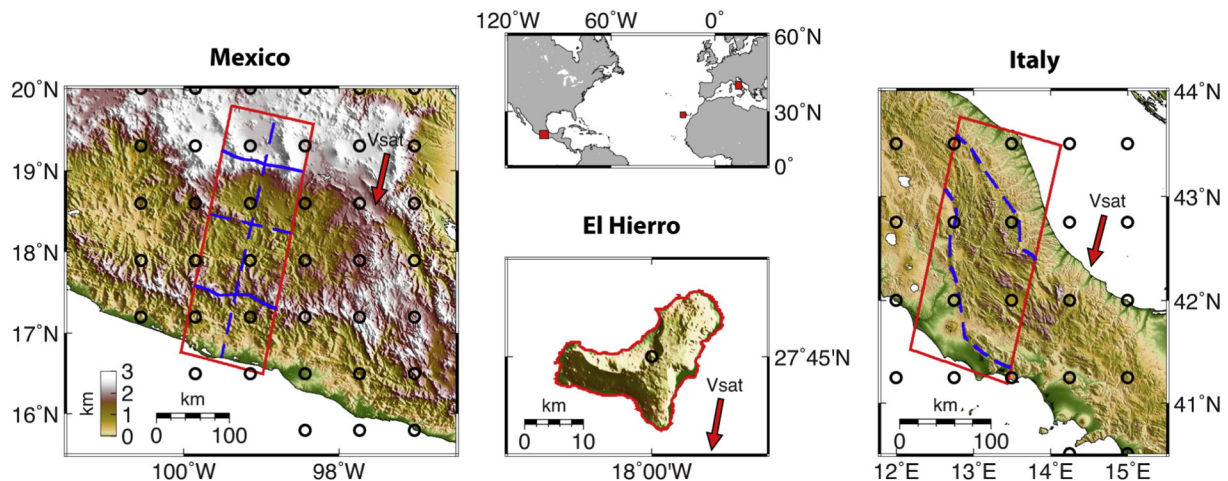 Mexico
20°N
19°N
18°N
17°N
16°N
100°W
98°W
Vsat
3
2
1
0
km
km
0 100
120°W 60°W 0°
60°N
30°N
0°
El Hierro
27°45'N
18°00'W
km
0 10
Vsat
Italy
44°N
43°N
42°N
41°N
12°E 13°E 14°E 15°E
km
0 100
Vsat